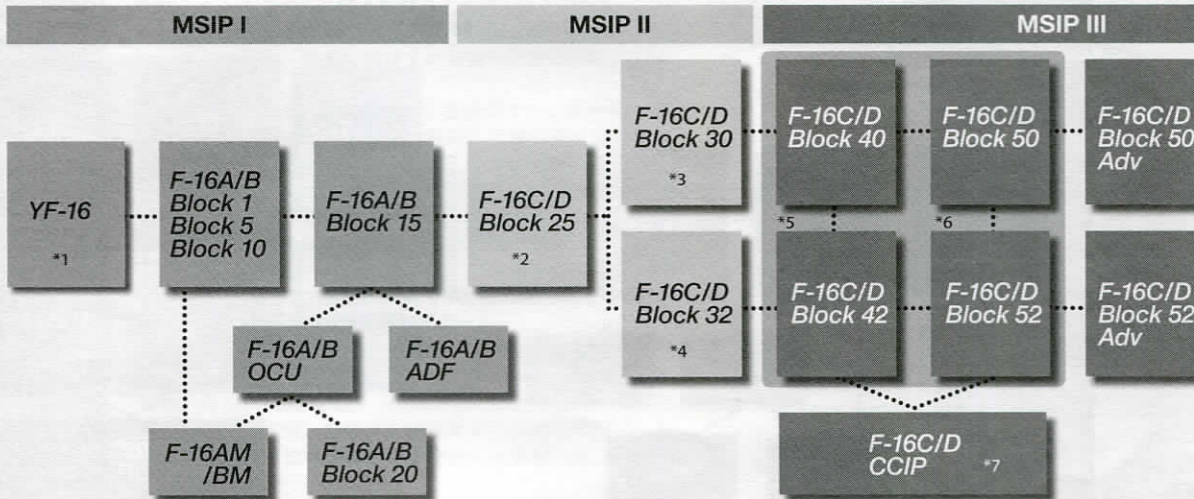 MSIP I
MSIP II
MSIP III
YF-16
*1
F-16A/B
Block 1
Block 5
Block 10
F-16A/B
Block 15
F-16C/D
Block 25
*2
F-16C/D
Block 30
*3
F-16C/D
Block 32
*4
F-16C/D
Block 40
*5
F-16C/D
Block 42
F-16C/D
Block 50
*6
F-16C/D
Block 52
F-16C/D
Block 50
Adv
F-16C/D
Block 52
Adv
F-16A/B
OCU
F-16A/B
ADF
F-16AM
/BM
F-16A/B
Block 20
F-16C/D
CCIP
*7